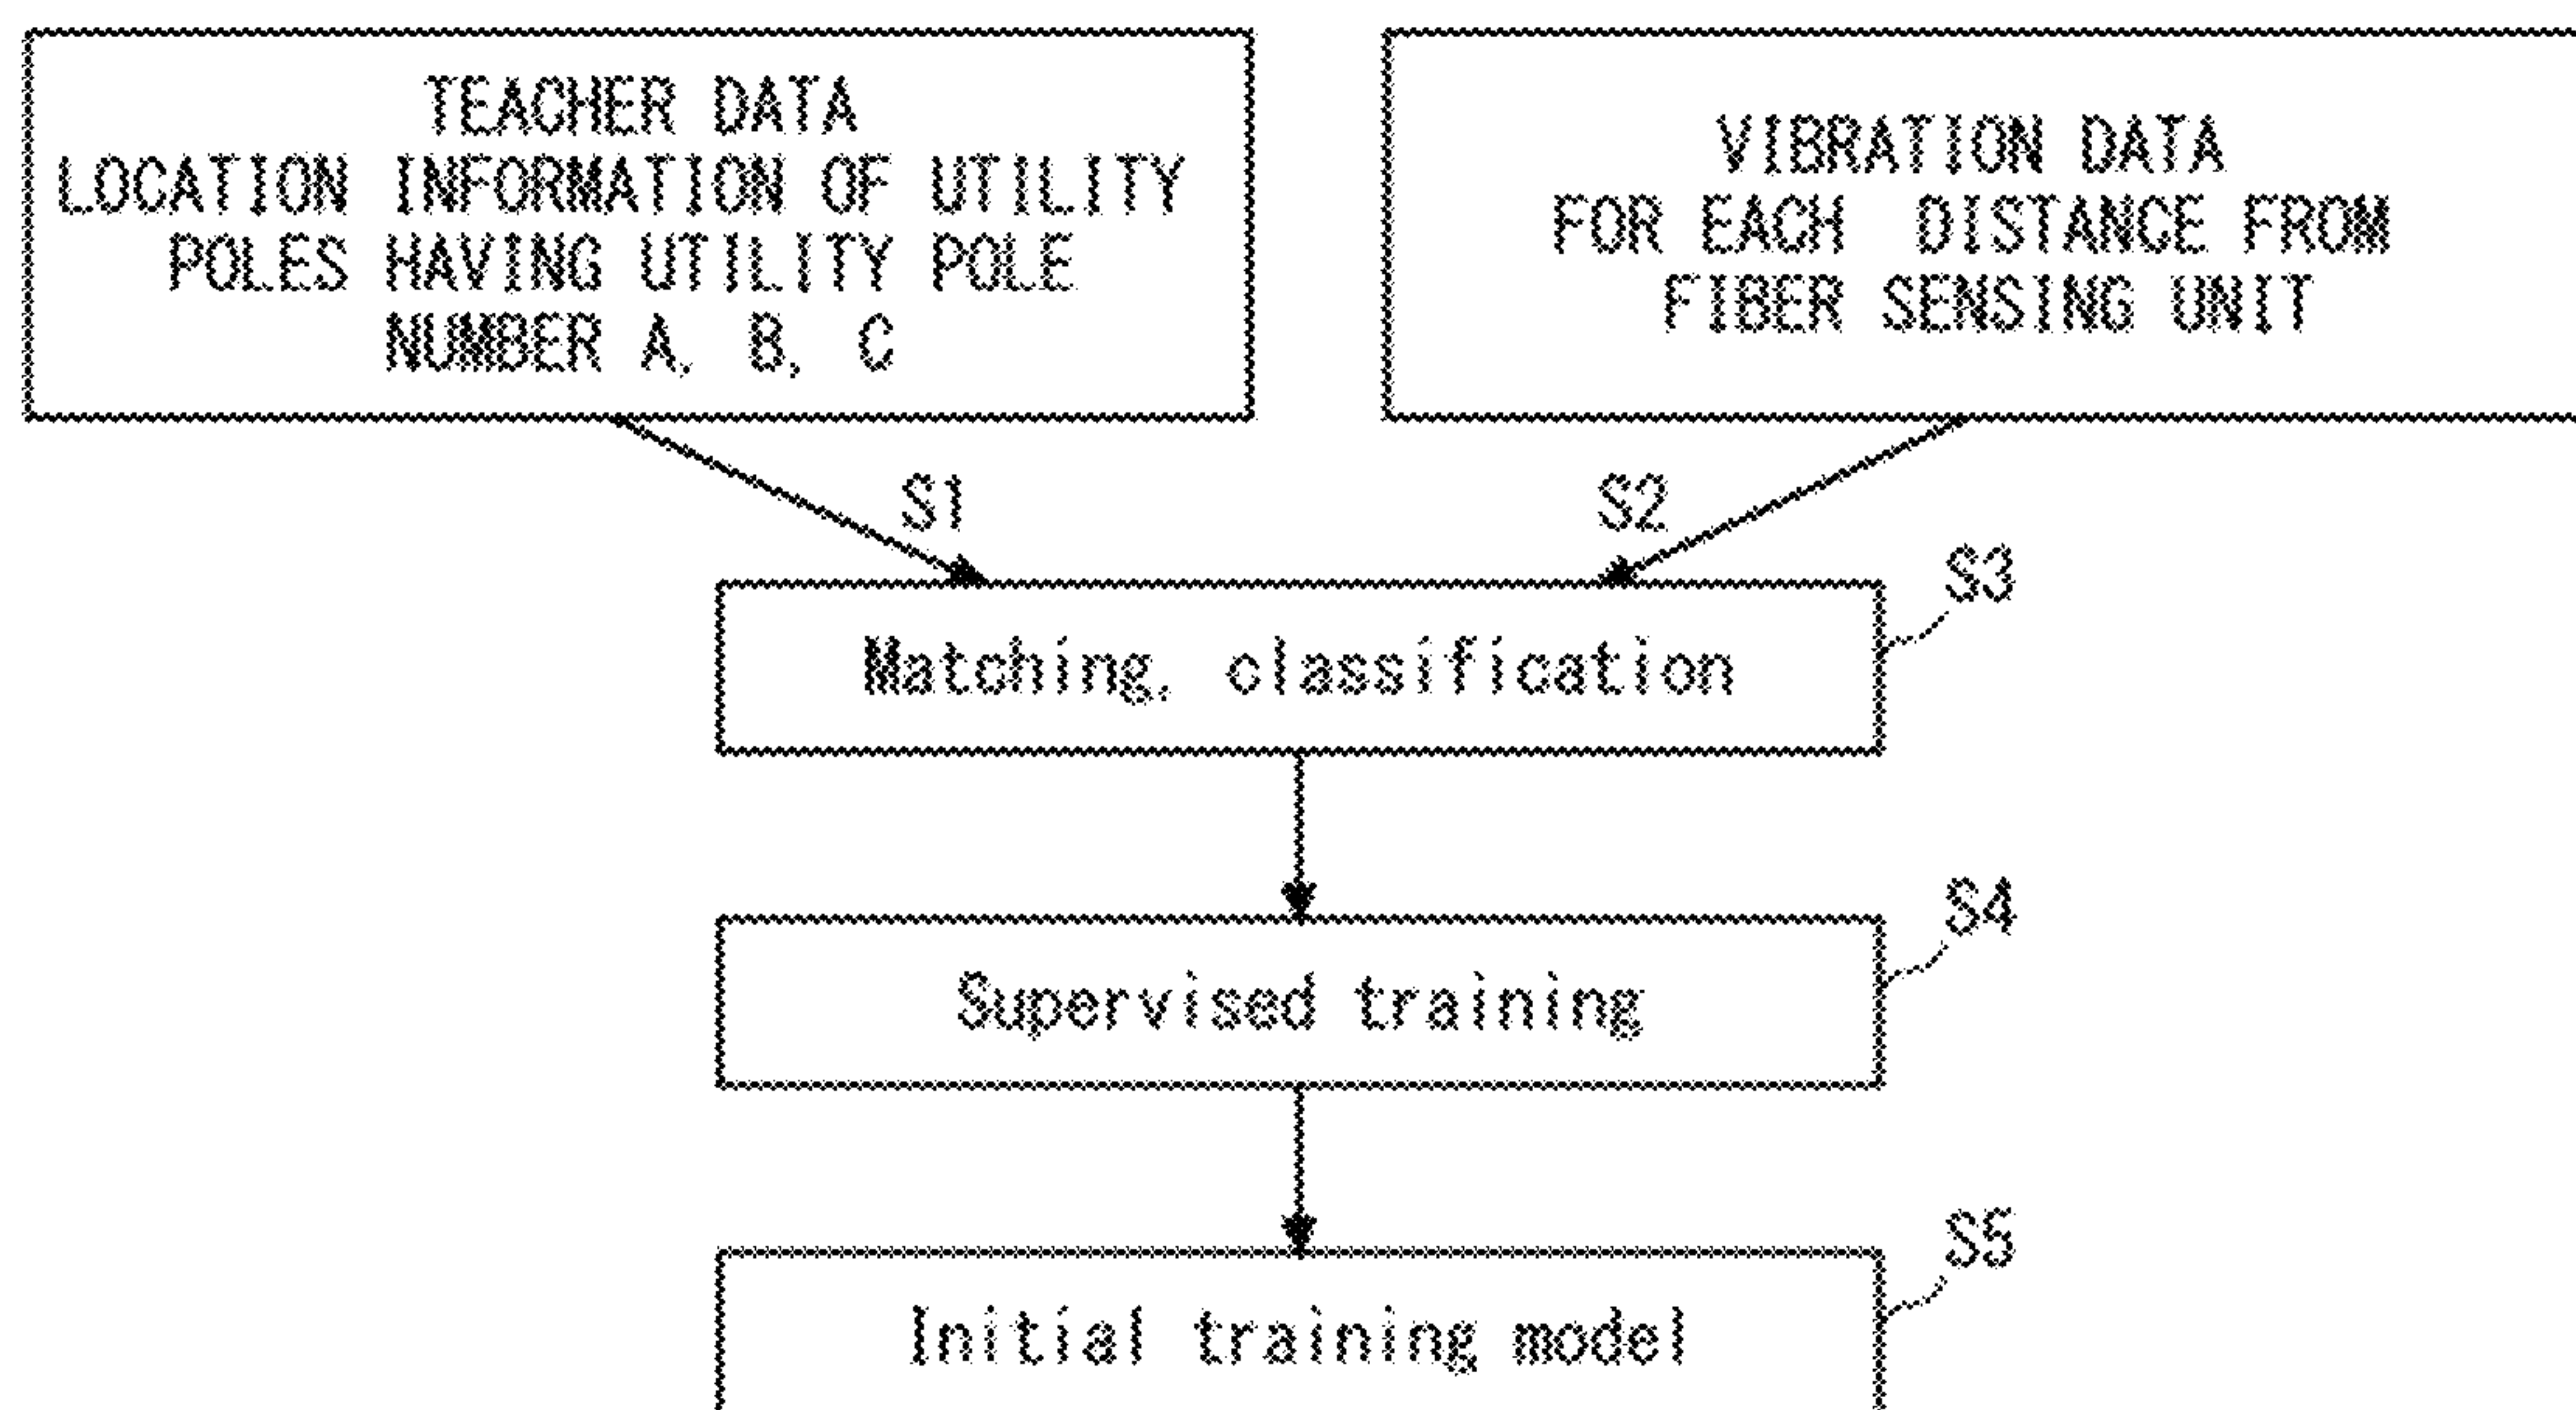 TEACHER DATA
LOCATION INFORMATION OF UTILITY
POLES HAVING UTILITY POLE
NUMBER A, B, C
VIBRATION DATA
FOR EACH DISTANCE FROM
FIBER SENSING UNIT
S1
S2
S3
Matching, classification
S4
Supervised training
S5
Initial training model